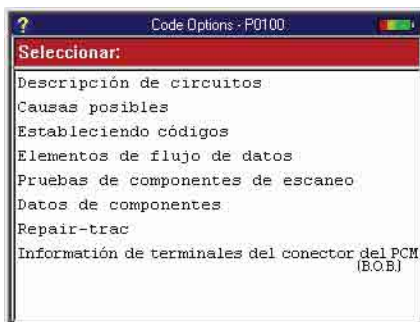 ?
Code Options - P0100
Seleccionar:
Descripción de circuitos
Causas posibles
Estableciendo códigos
Elementos de flujo de datos
Pruebas de componentes de escaneo
Datos de componentes
Repair-trac
Informatión de terminales del conector del PCM
(B.O.B.)